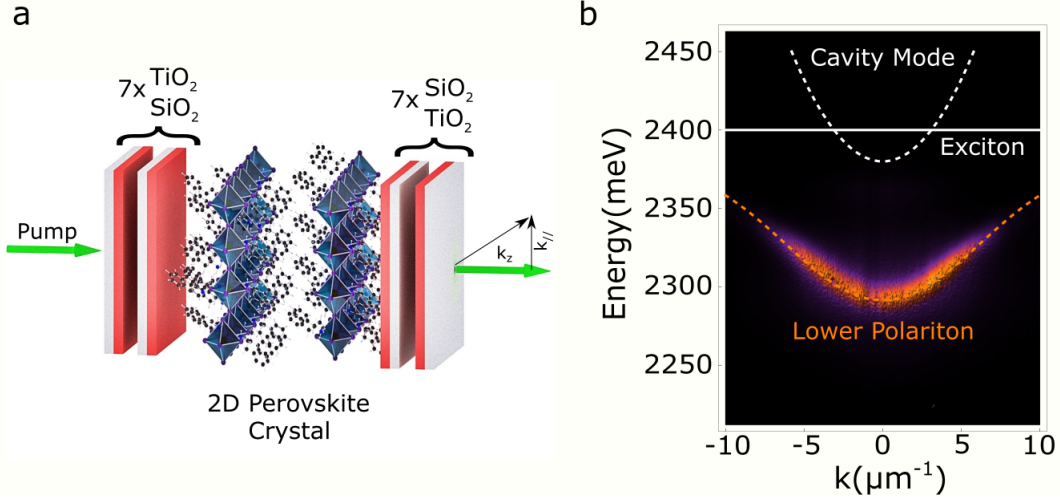 a
7x TiO₂
SiO₂
7x SiO₂
TiO₂
Pump
k//
kz
2D Perovskite
Crystal
b
2450
2400
2350
2300
2250
Energy(meV)
Cavity Mode
Exciton
Lower Polariton
-10 -5 0 5 10
k(μm⁻¹)